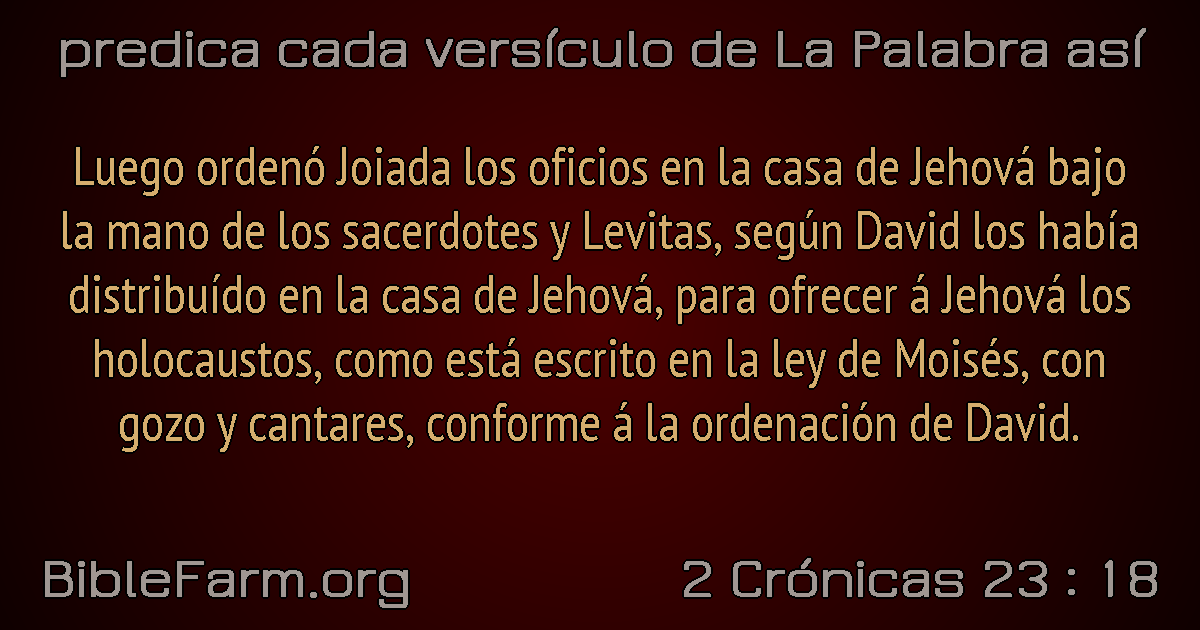 predica cada versículo de La Palabra así
Luego ordenó Joiada los oficios en la casa de Jehová bajo
la mano de los sacerdotes y Levitas, según David los había
distribuído en la casa de Jehová, para ofrecer á Jehová los
holocaustos, como está escrito en la ley de Moisés, con
gozo y cantares, conforme á la ordenación de David.
BibleFarm.org
2 Crónicas 23 : 18